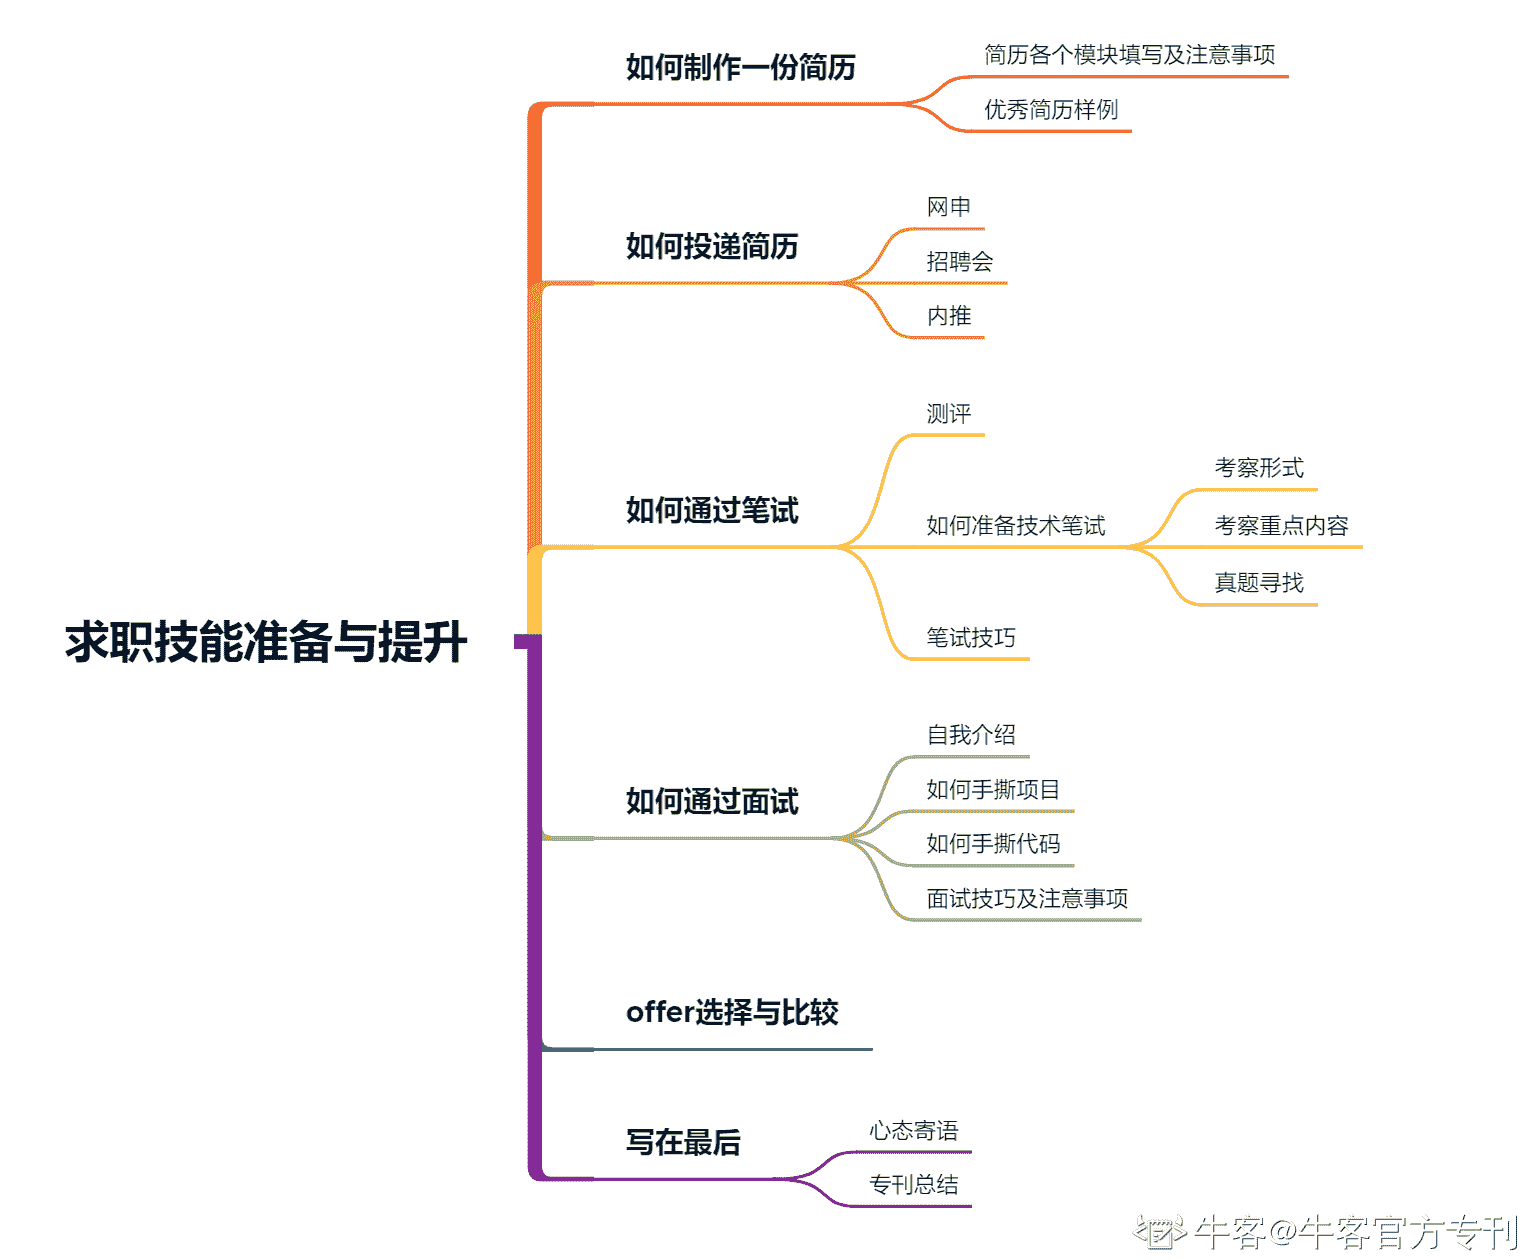 求职技能准备与提升
如何制作一份简历
简历各个模块填写及注意事项
优秀简历样例
如何投递简历
网申
招聘会
内推
如何通过笔试
测评
如何准备技术笔试
考察形式
考察重点内容
真题寻找
笔试技巧
如何通过面试
自我介绍
如何手撕项目
如何手撕代码
面试技巧及注意事项
offer选择与比较
写在最后
心态寄语
专刊总结
牛客@牛客官方专刊